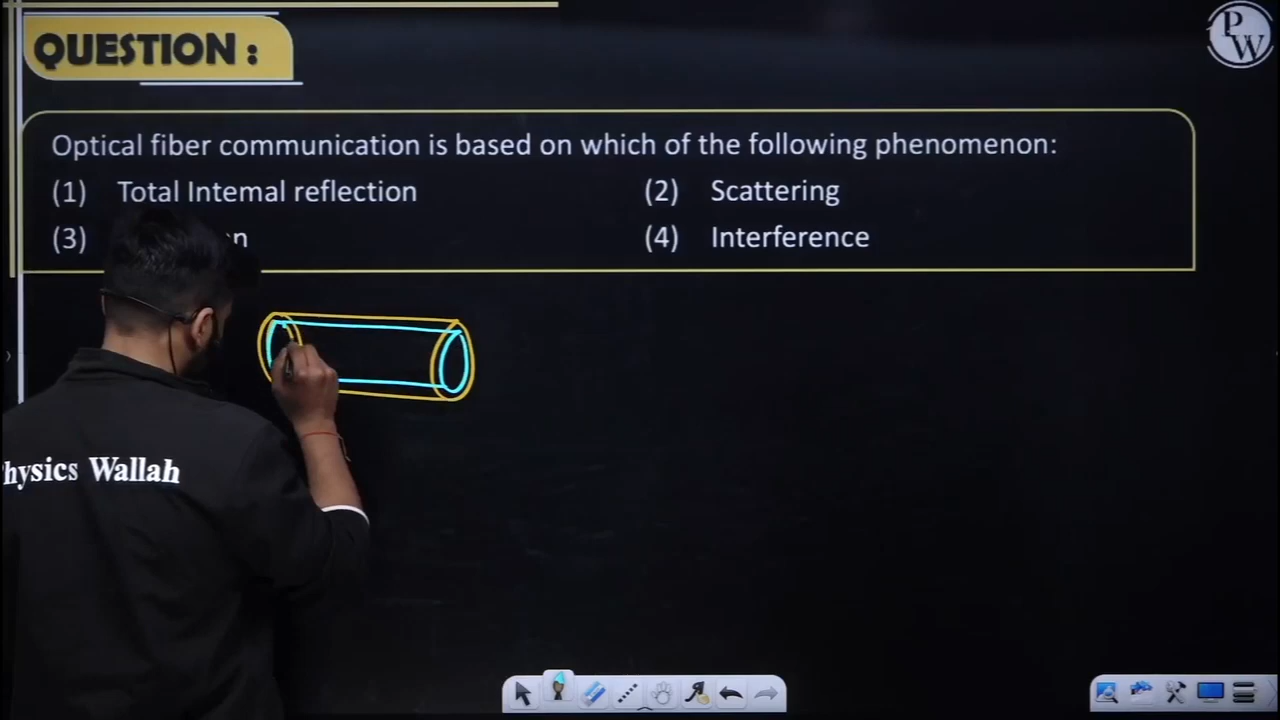 QUESTION :
PW
Optical fiber communication is based on which of the following phenomenon:
(1) Total Intemal reflection
(2) Scattering
(3)
(4) Interference
Wallah